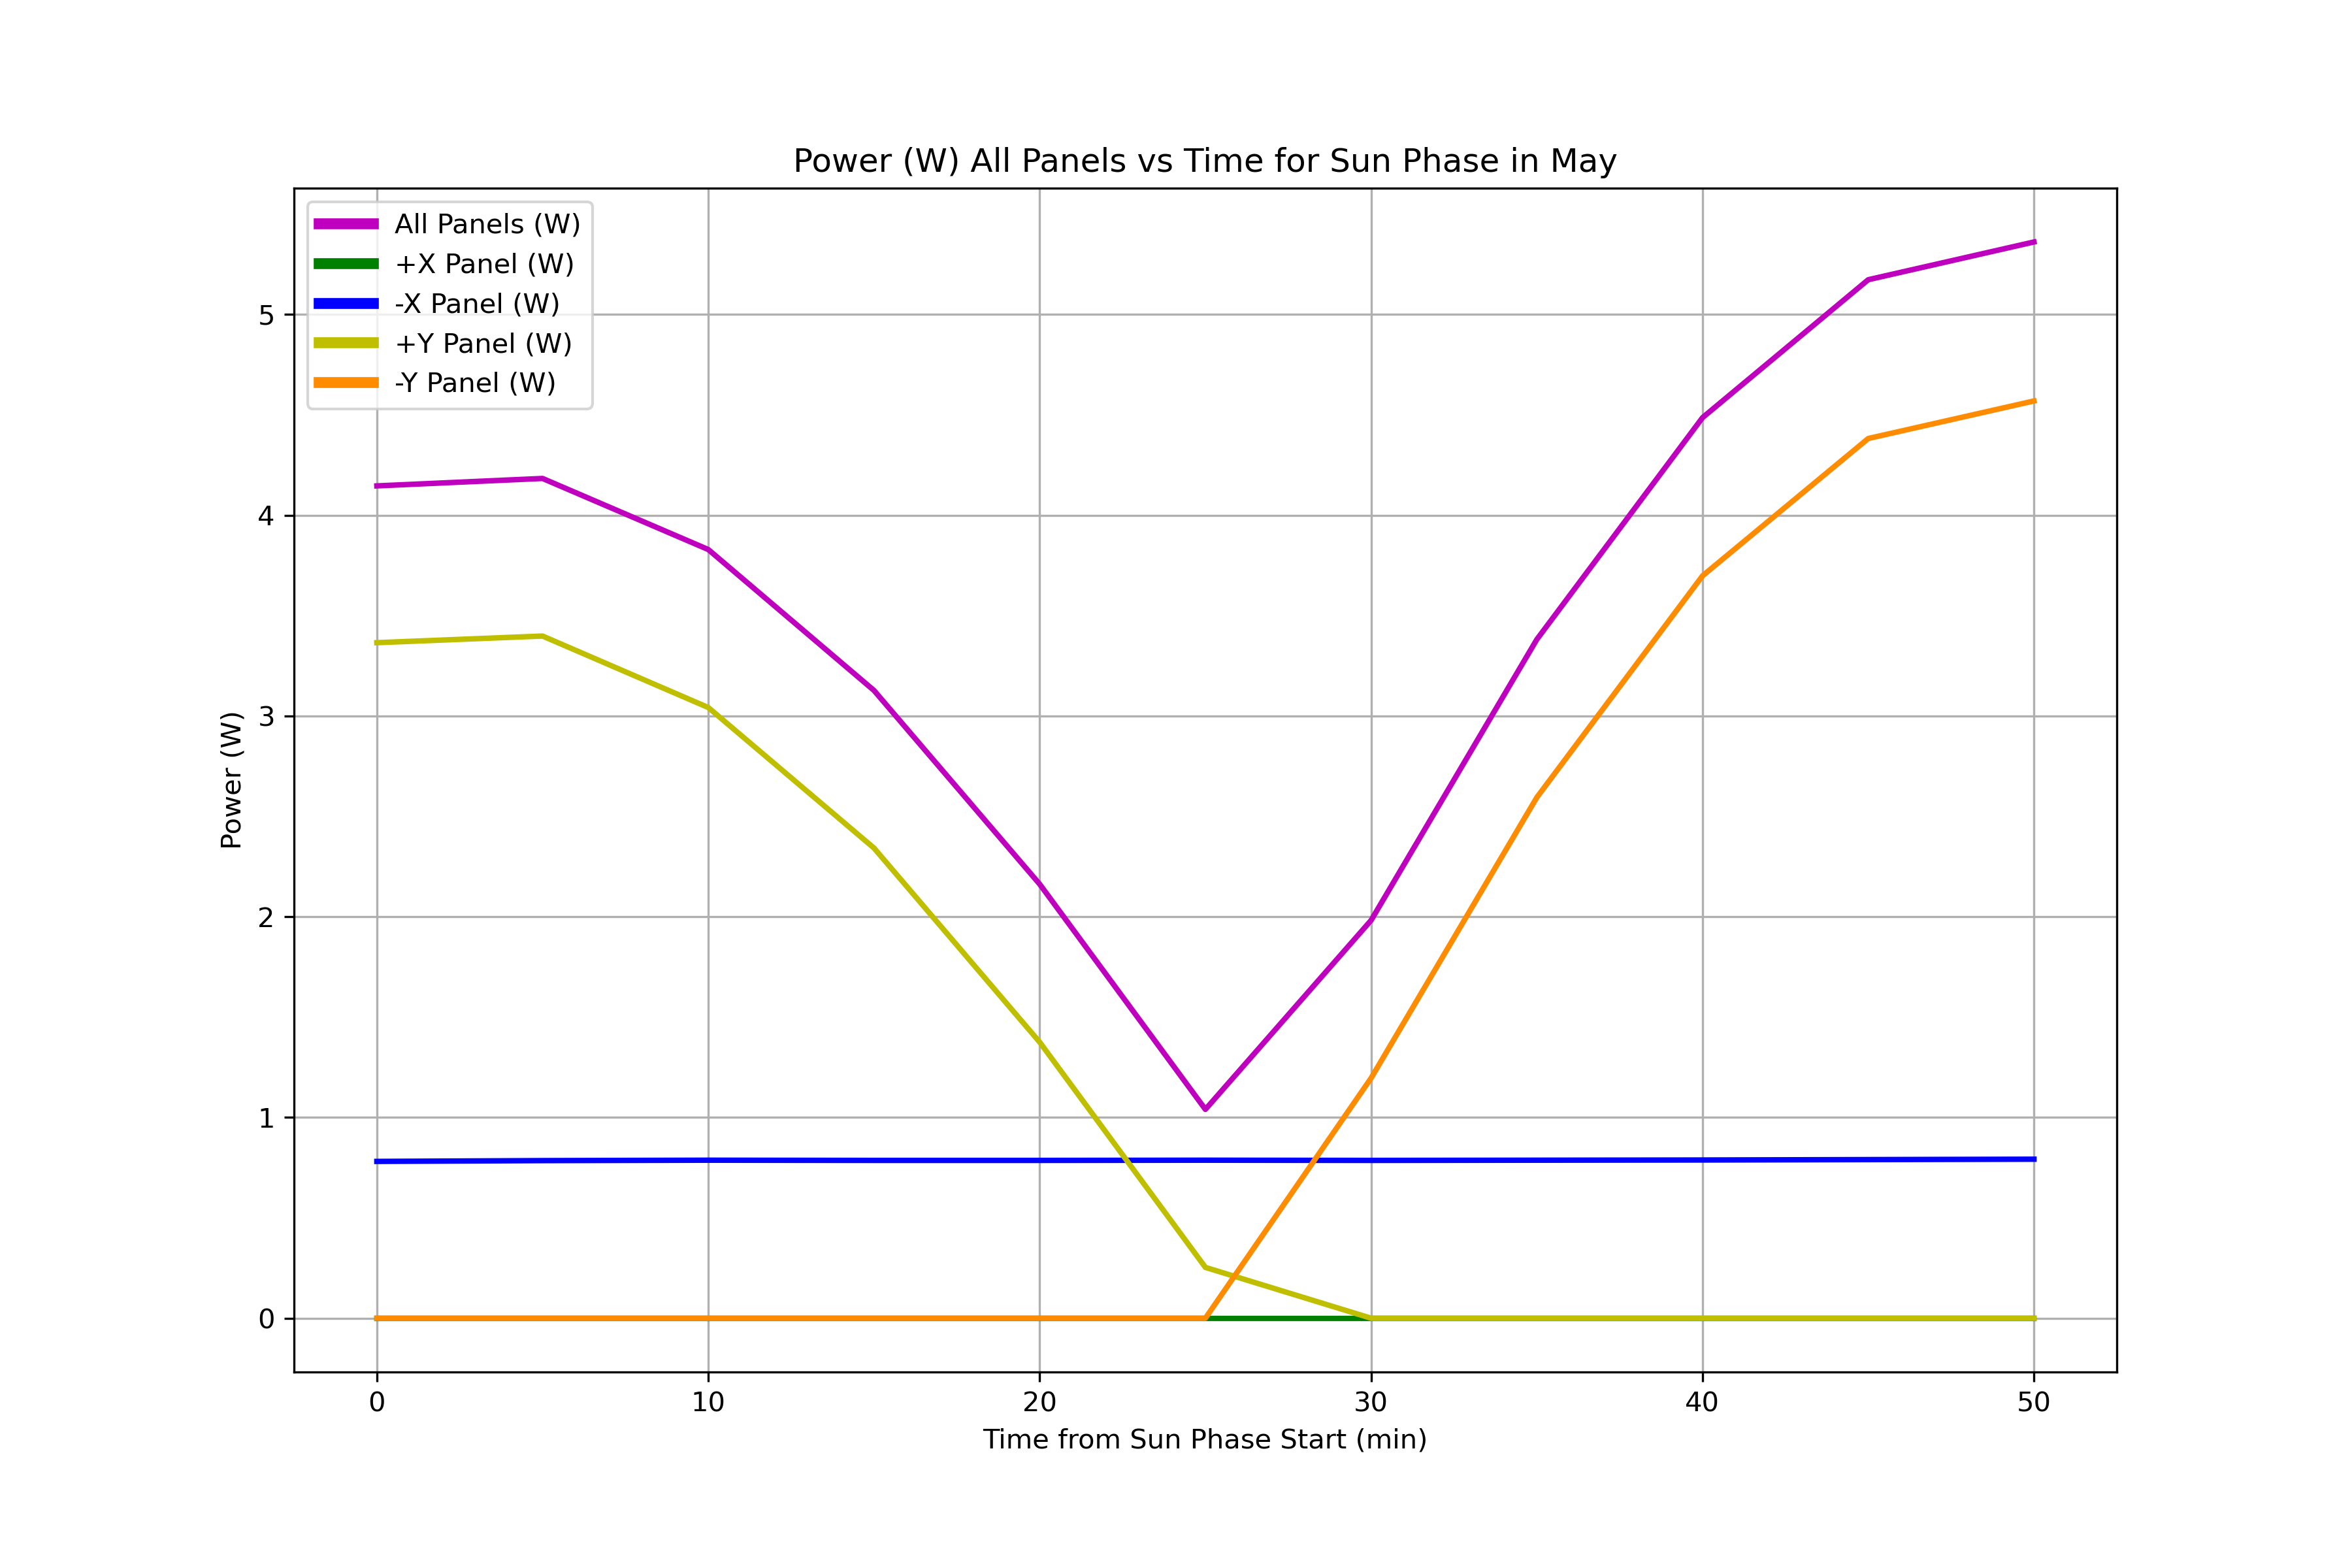 Power (W) All Panels vs Time for Sun Phase in May
All Panels (W)
+X Panel (W)
-X Panel (W)
+Y Panel (W)
-Y Panel (W)
Power (W)
5
4
3
2
1
0
0 10 20 30 40 50
Time from Sun Phase Start (min)